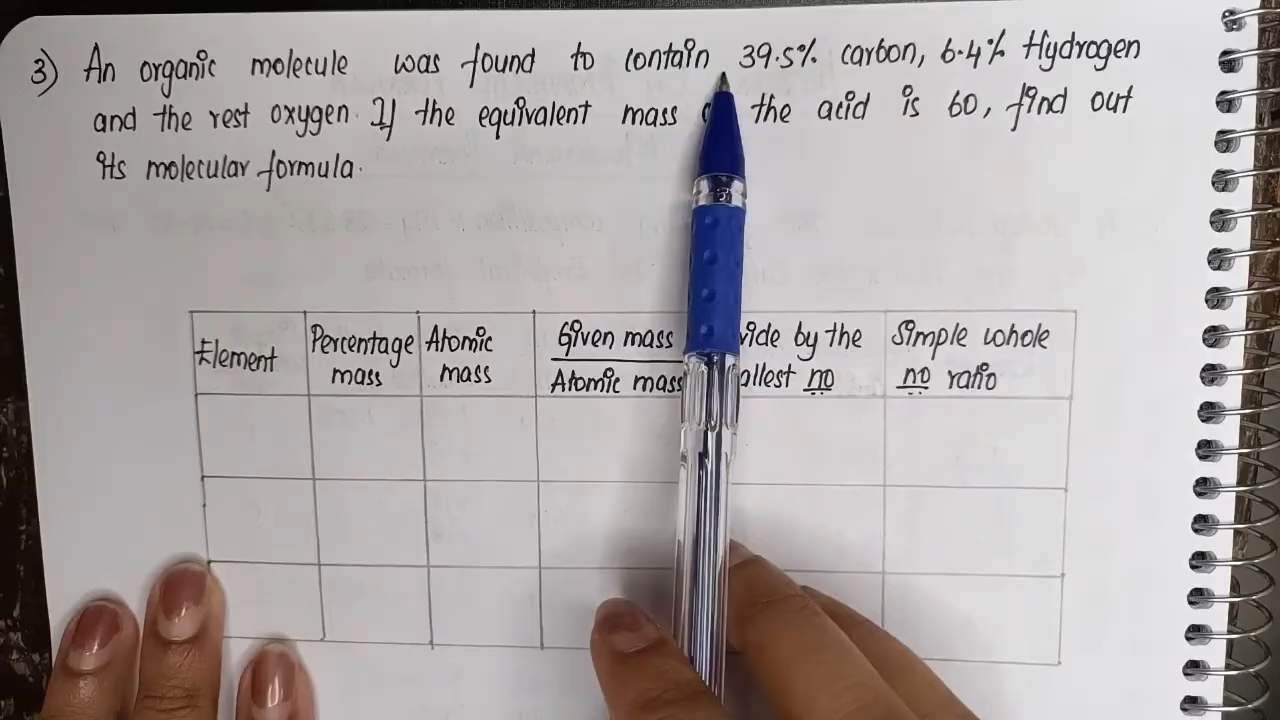 3) An organic molecule was found to contain 39.5% carbon, 6.4% Hydrogen
and the rest oxygen. If the equivalent mass the acid is 60, find out
its molecular formula.
Element Percentage mass Atomic mass Given mass / Atomic mass vide by the allest no Simple whole no ratio